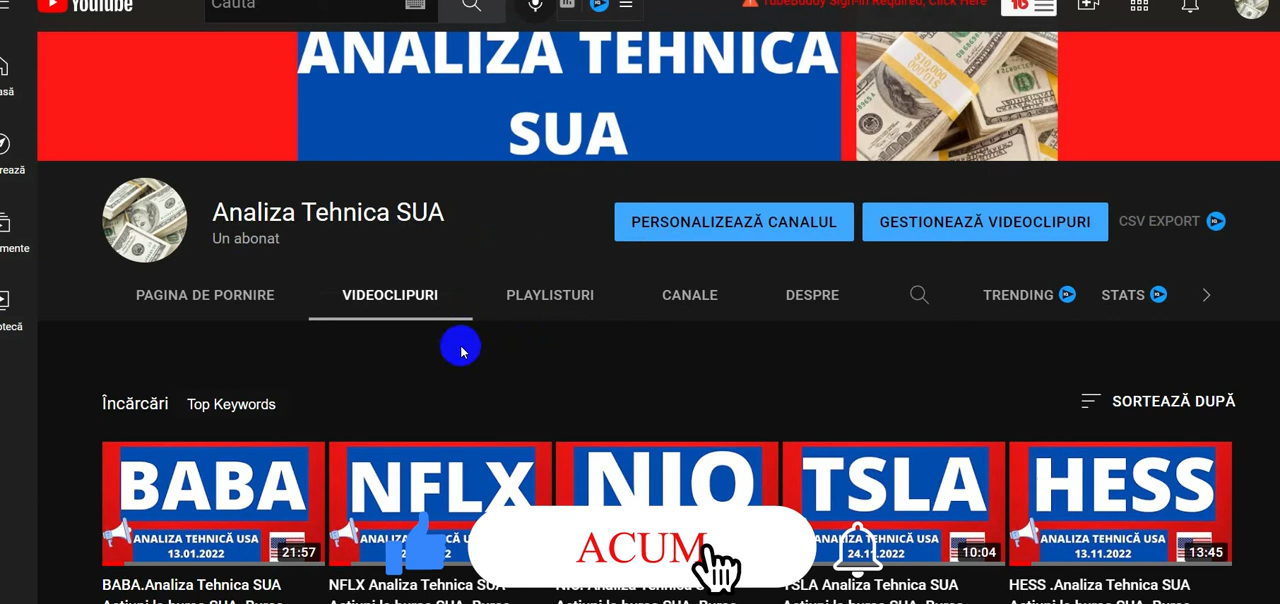 YouTube
Căută
TubeBuddy Sign-in Required, Click Here
ANALIZA TEHNICA
SUA
$10,000
Analiza Tehnica SUA
Un abonat
PERSONALIZEAZĂ CANALUL
GESTIONEAZĂ VIDEOCLIPURI
CSV EXPORT
PAGINA DE PORNIRE
VIDEOCLIPURI
PLAYLISTURI
CANALE
DESPRE
TRENDING
STATS
Încărcări
Top Keywords
SORTEAZĂ DUPĂ
BABA
ANALIZA TEHNICĂ USA
13.01.2022
21:57
NFLX
NIO
TSLA
24.11.2022
10:04
HESS
ANALIZA TEHNICĂ USA
13.11.2022
13:45
ACUM
BABA.Analiza Tehnica SUA
NFLX Analiza Tehnica SUA
TSLA Analiza Tehnica SUA
HESS .Analiza Tehnica SUA